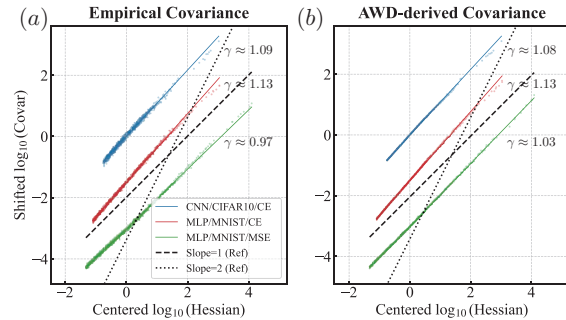 (a) Empirical Covariance
(b) AWD-derived Covariance
Shifted log10(Covar)
2
0
−2
−4
γ ≈ 1.09
γ ≈ 1.13
γ ≈ 0.97
CNN/CIFAR10/CE
MLP/MNIST/CE
MLP/MNIST/MSE
Slope=1 (Ref)
Slope=2 (Ref)
−2 0 2 4
Centered log10(Hessian)
2
0
−2
−4
γ ≈ 1.08
γ ≈ 1.13
γ ≈ 1.03
−2 0 2 4
Centered log10(Hessian)